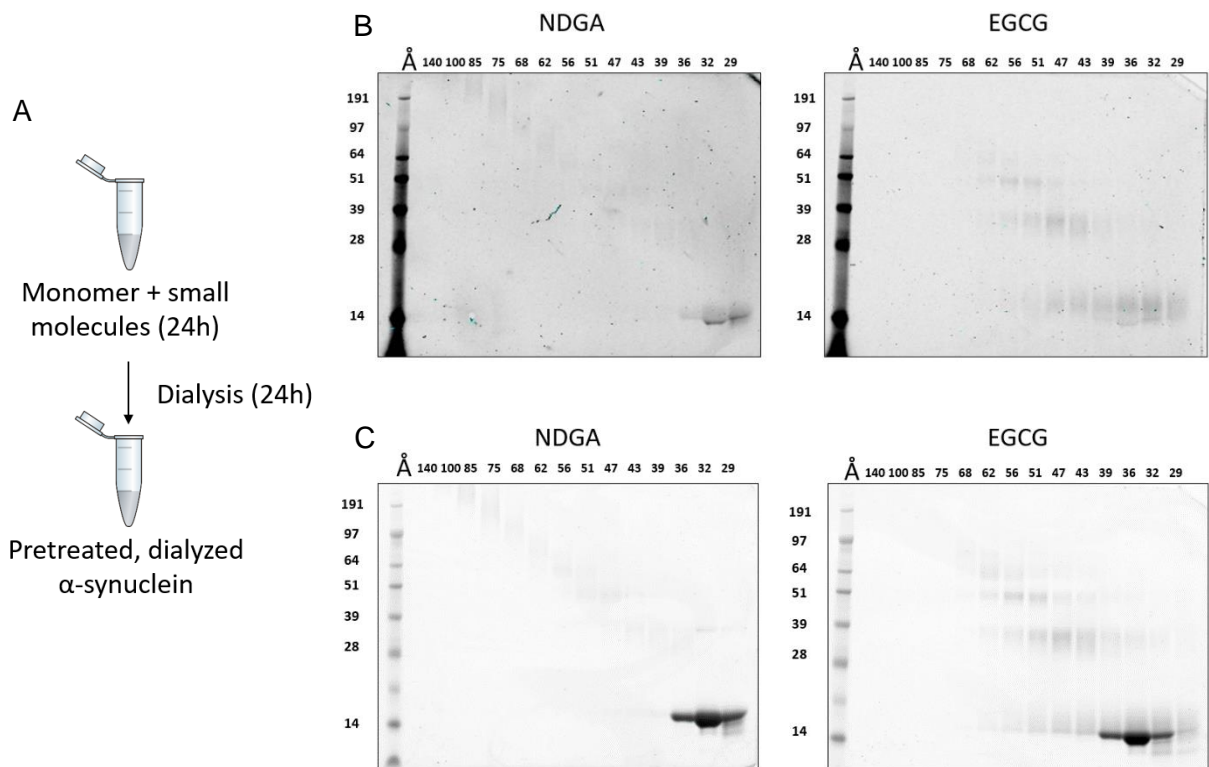 A
Monomer + small
molecules (24h)
Dialysis (24h)
Pretreated, dialyzed
α-synuclein
B
NDGA
Å 140 100 85 75 68 62 56 51 47 43 39 36 32 29
191
97
64
51
39
28
14
EGCG
Å 140 100 85 75 68 62 56 51 47 43 39 36 32 29
191
97
64
51
39
28
14
C
NDGA
Å 140 100 85 75 68 62 56 51 47 43 39 36 32 29
191
97
64
51
39
28
14
EGCG
Å 140 100 85 75 68 62 56 51 47 43 39 36 32 29
191
97
64
51
39
28
14